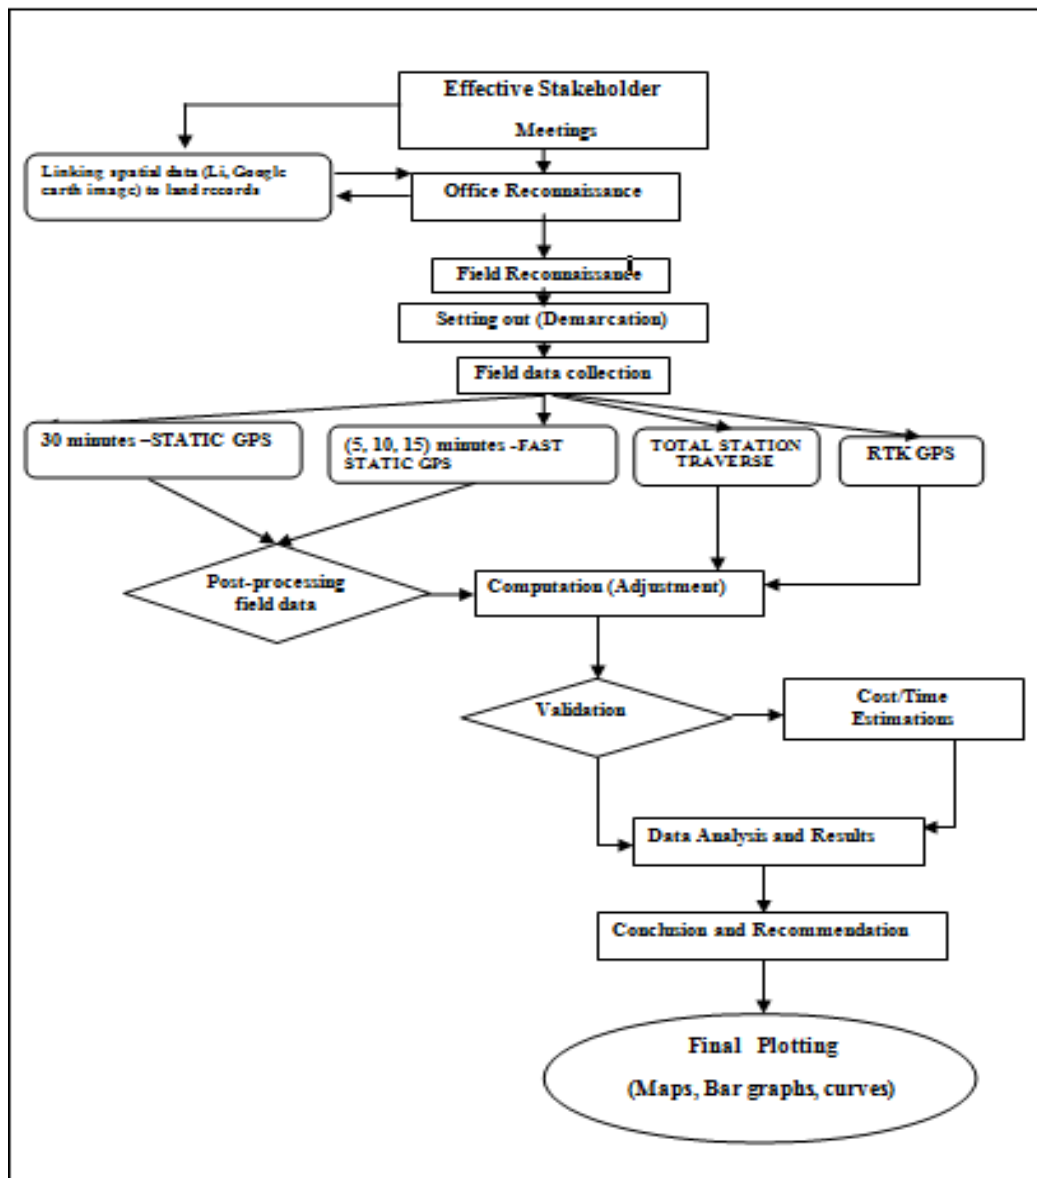 Effective Stakeholder
Meetings
Linking spatial data (Li, Google
earth image) to land records
Office Reconnaissance
Field Reconnaissance
Setting out (Demarcation)
Field data collection
30 minutes –STATIC GPS
(5, 10, 15) minutes –FAST
STATIC GPS
TOTAL STATION
TRAVERSE
RTK GPS
Post-processing
field data
Computation (Adjustment)
Validation
Cost/Time
Estimations
Data Analysis and Results
Conclusion and Recommendation
Final Plotting
(Maps, Bar graphs, curves)